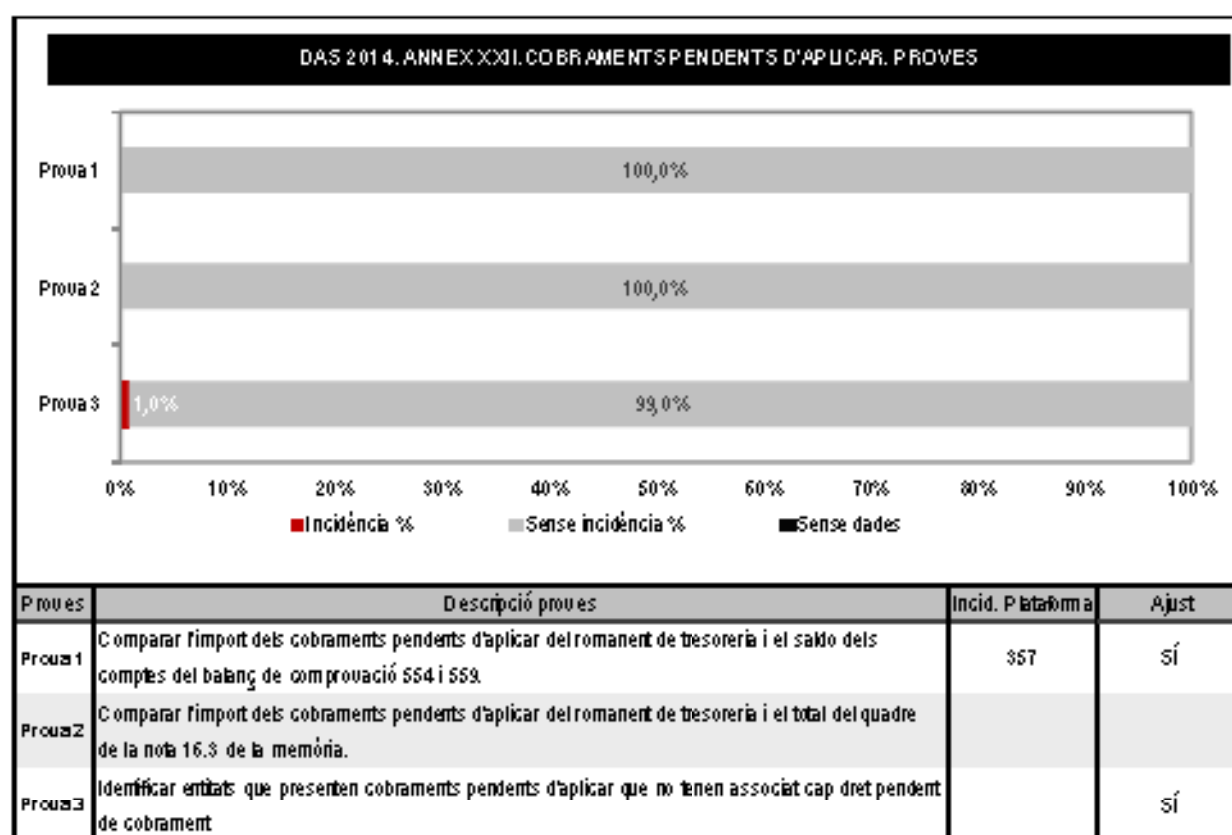 DAS 2014. ANNEX XXII. COBRAMENTS PENDENTS D'APLICAR. PROVES
Prova 1
100,0%
Prova 2
100,0%
Prova 3
1,0%
99,0%
0% 10% 20% 30% 40% 50% 60% 70% 80% 90% 100%
Incidència % Sense incidència % Sense dades
Proves Descripció proves Incid. Plataforma Ajust
Prova 1 Comparar l'import dels cobraments pendents d'aplicar del romanent de tresoreria i el saldo dels 357 SÍ
comptes del balanç de comprovació 554 i 559.
Prova 2 Comparar l'import dels cobraments pendents d'aplicar del romanent de tresoreria i el total del quadre
de la nota 16.3 de la memòria.
Prova 3 Identificar entitats que presenten cobraments pendents d'aplicar que no tenen associat cap dret pendent SÍ
de cobrament